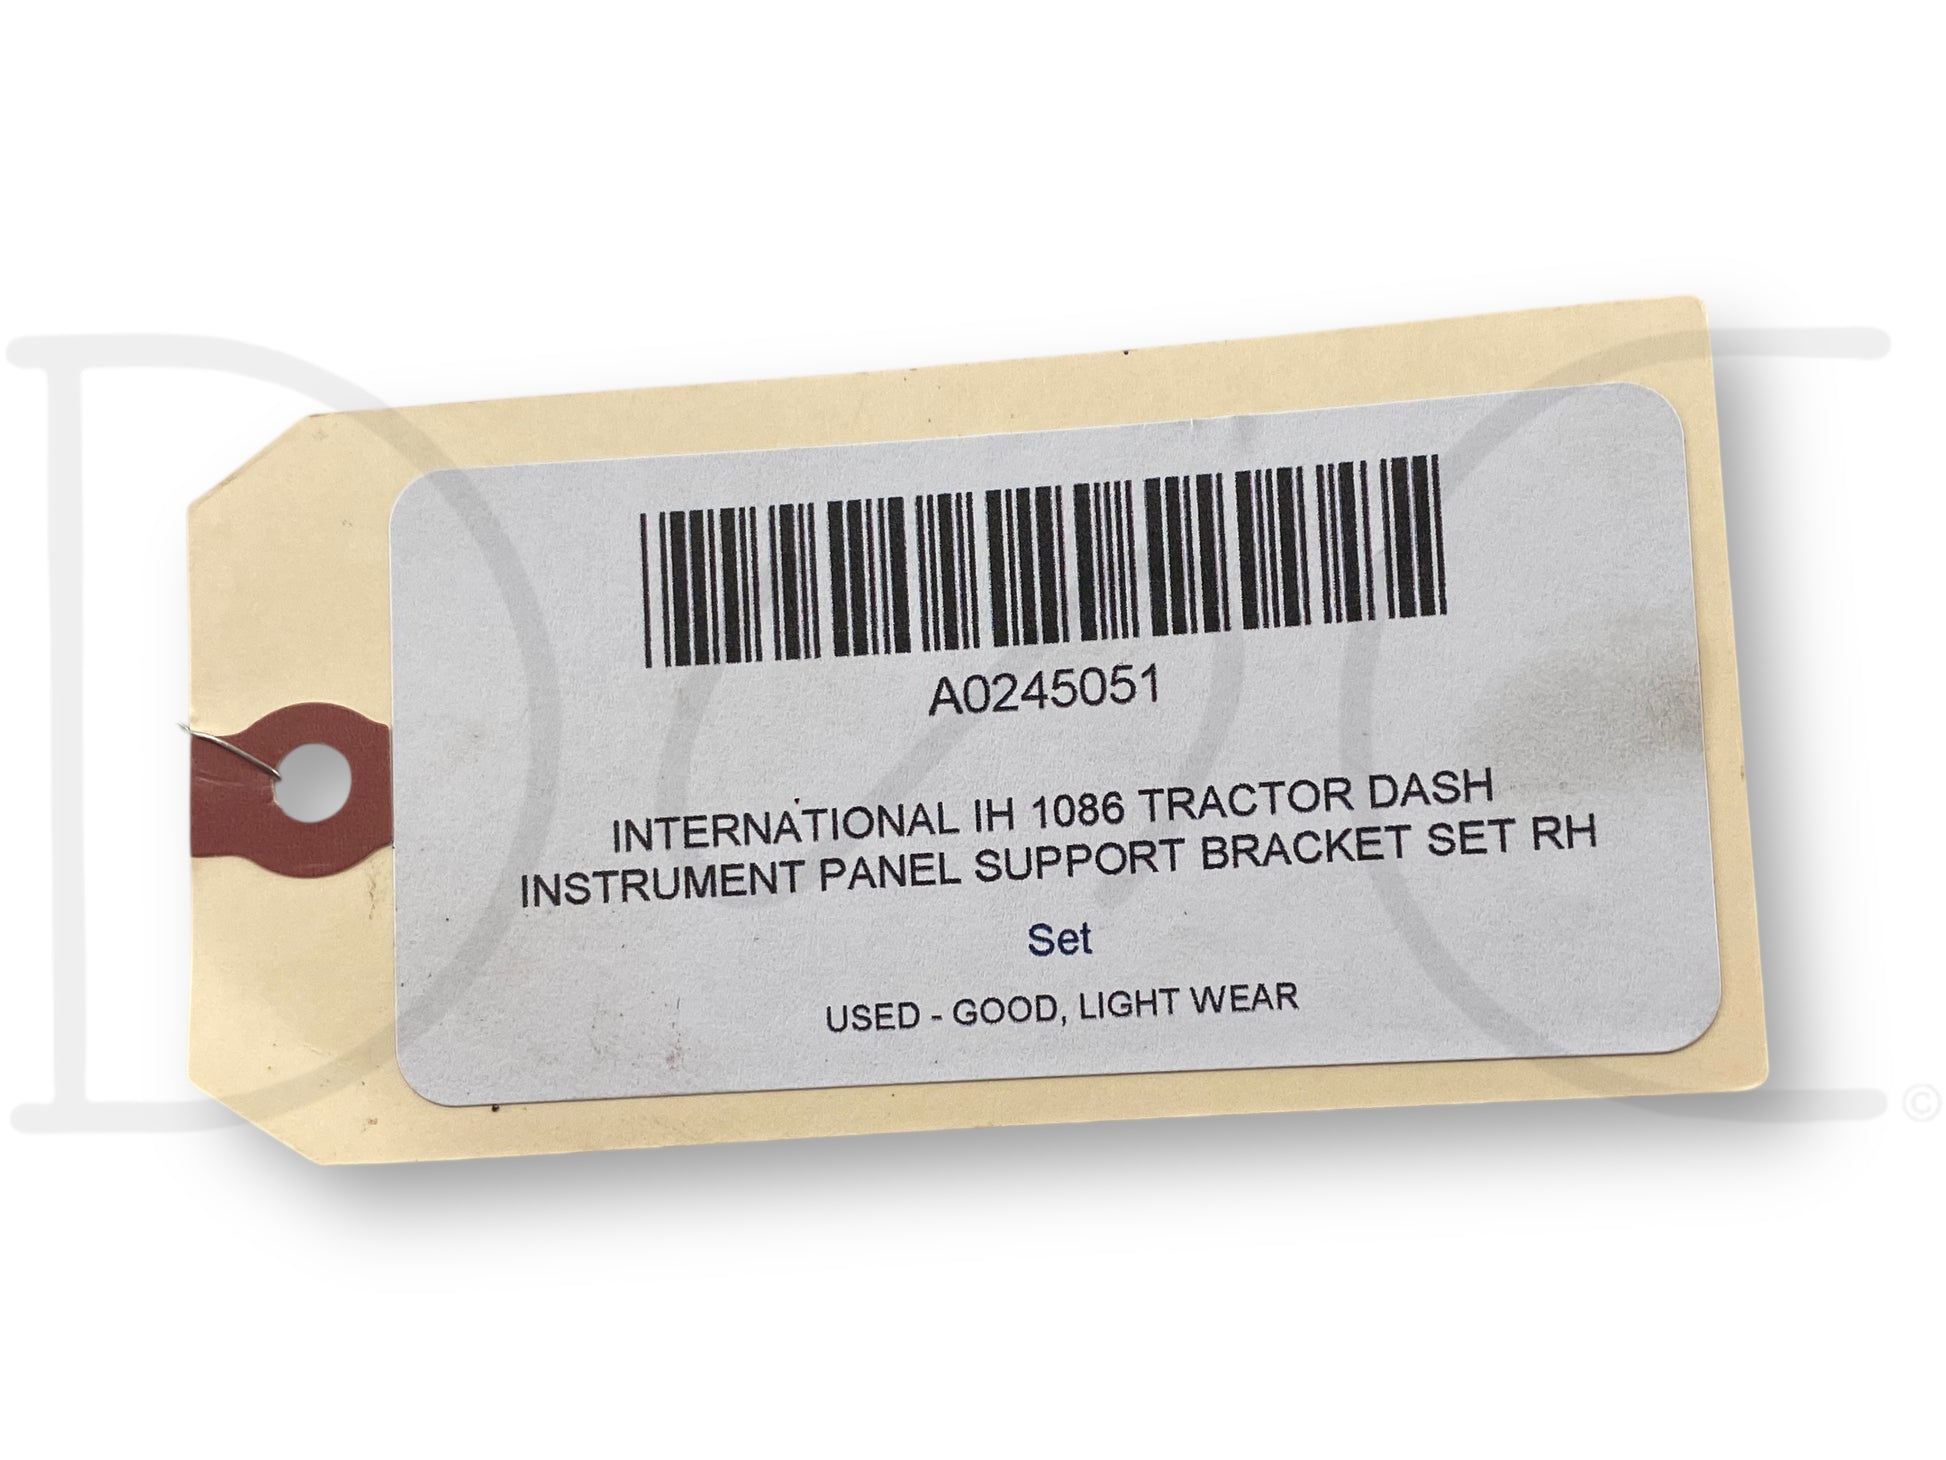 A0245051
INTERNATIONAL IH 1086 TRACTOR DASH
INSTRUMENT PANEL SUPPORT BRACKET SET RH
Set
USED - GOOD, LIGHT WEAR
©